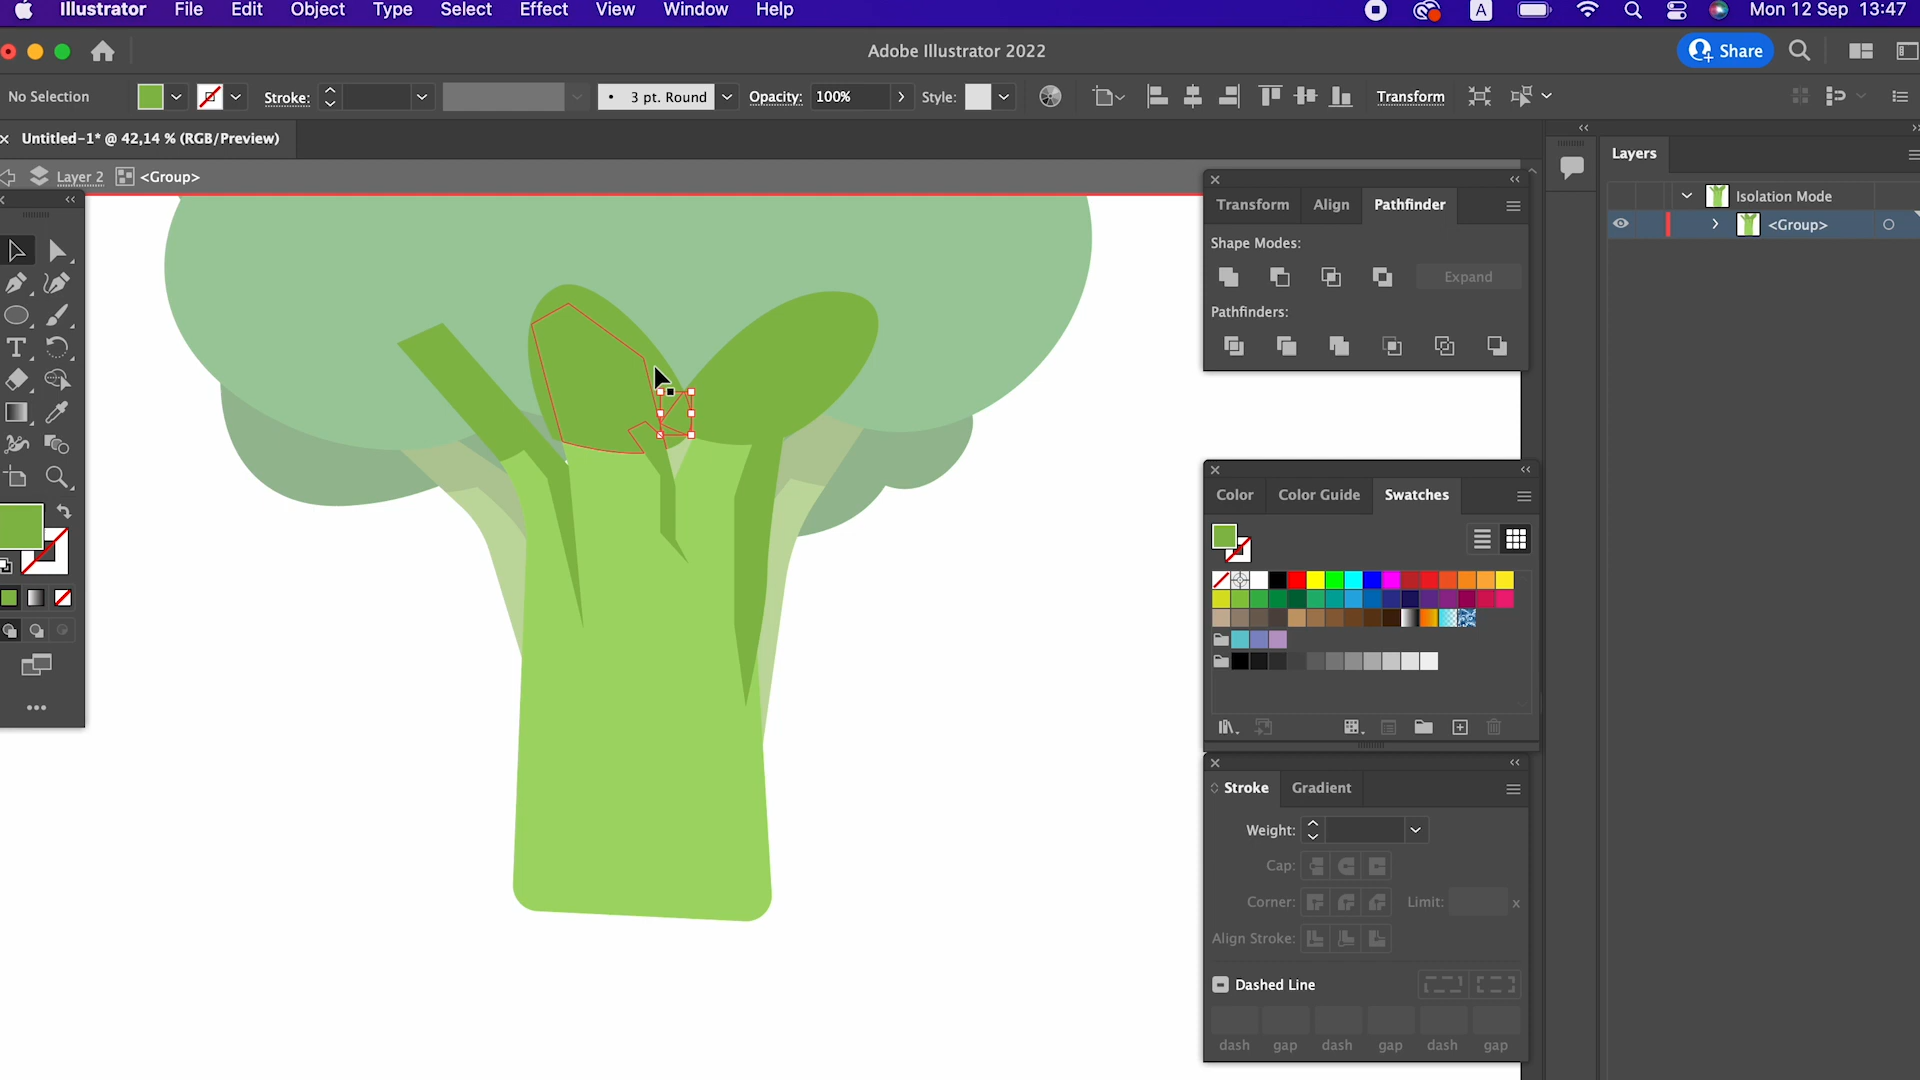 Illustrator File Edit Object Type Select Effect View Window Help A Mon 12 Sep 13:47
Adobe Illustrator 2022 Share
No Selection Stroke: 3 pt. Round Opacity: 100% Style: Transform
Untitled-1* @ 42,14 % (RGB/Preview)
Layer 2 <Group>
Layers
Isolation Mode
<Group>
Transform Align Pathfinder
Shape Modes:
Expand
Pathfinders:
Color Color Guide Swatches
Stroke Gradient
Weight:
Cap:
Corner: Limit: x
Align Stroke:
Dashed Line
dash gap dash gap dash gap